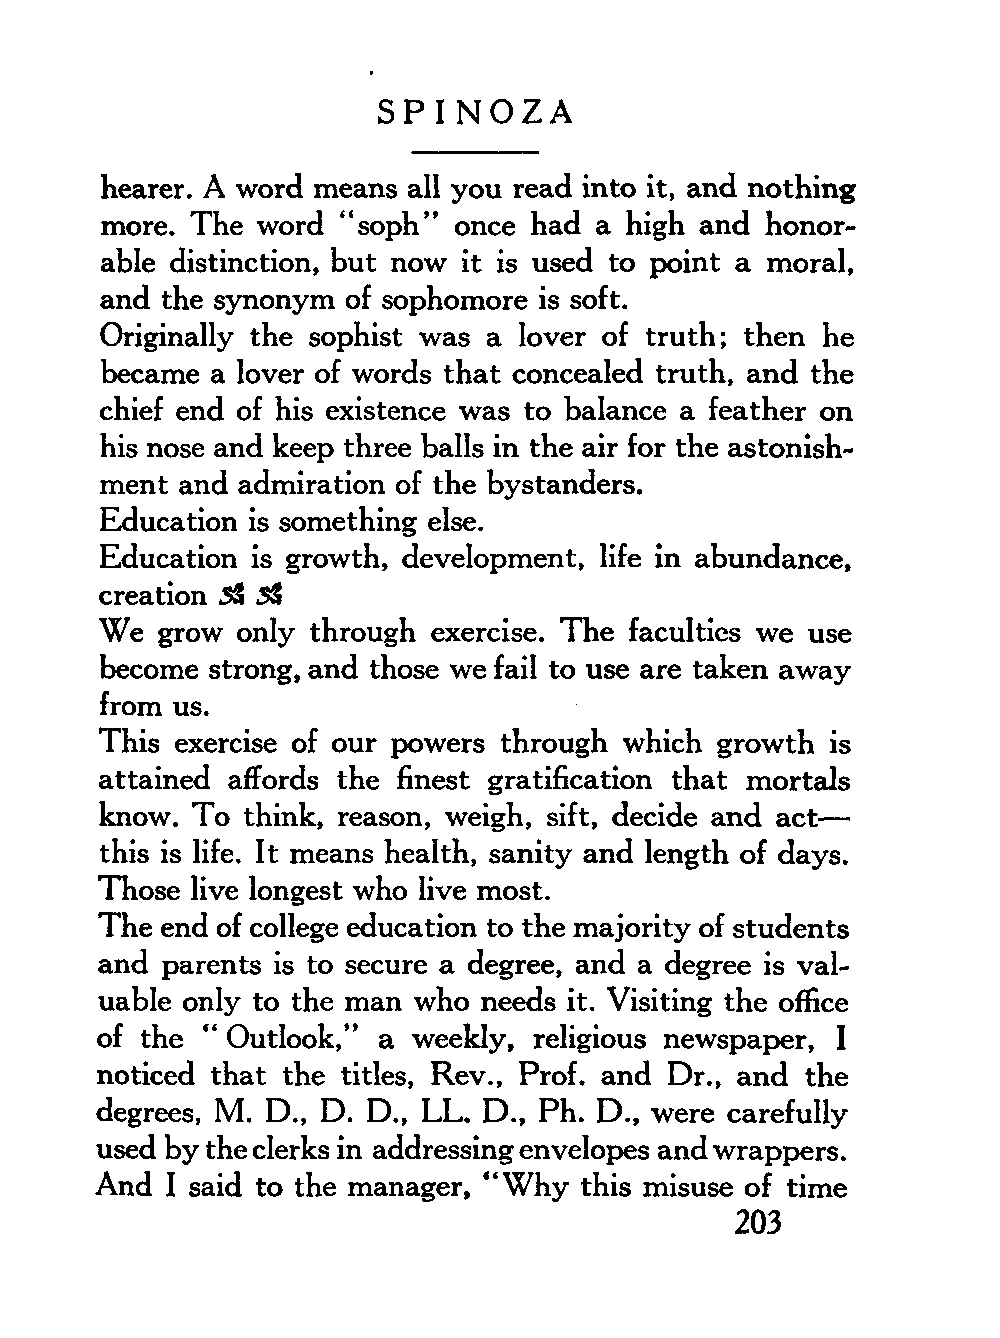 SPINOZA
hearer. A word means all you read into it, and nothing
more. The word “soph” once had a high and honor-
able distinction, but now it is used to point a moral,
and the synonym of sophomore is soft.
Originally the sophist was a lover of truth; then he
became a lover of words that concealed truth, and the
chief end of his existence was to balance a feather on
his nose and keep three balls in the air for the astonish-
ment and admiration of the bystanders.
Education is something else.
Education is growth, development, life in abundance,
creation
We grow only through exercise. The faculties we use
become strong, and those we fail to use are taken away
from us.
This exercise of our powers through which growth is
attained affords the finest gratification that mortals
know. To think, reason, weigh, sift, decide and act—
this is life. It means health, sanity and length of days.
Those live longest who live most.
The end of college education to the majority of students
and parents is to secure a degree, and a degree is val-
uable only to the man who needs it. Visiting the office
of the “Outlook,” a weekly, religious newspaper, I
noticed that the titles, Rev., Prof. and Dr., and the
degrees, M. D., D. D., LL. D., Ph. D., were carefully
used by the clerks in addressing envelopes and wrappers.
And I said to the manager, “Why this misuse of time
203